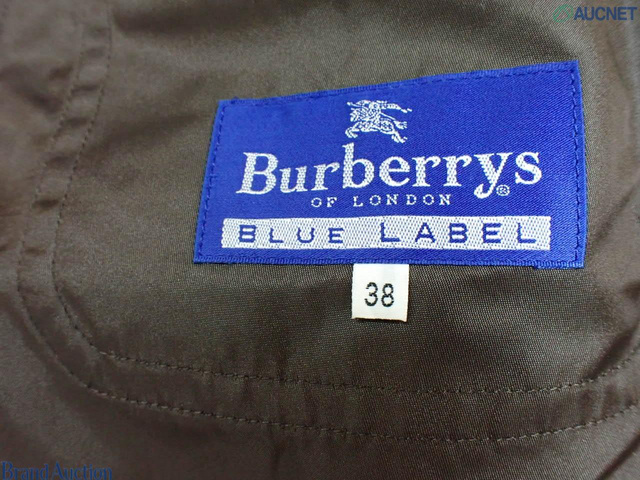 AUCNET
Burberrys®
OF LONDON
BLUE LABEL
38
Brand Auction